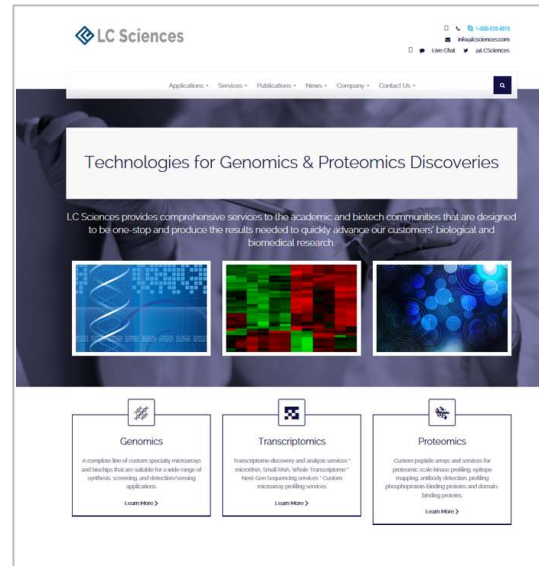 LC Sciences
1-888-528-8818
info@lcsciences.com
Live Chat @LCSciences
Applications Services Publications News Company Contact Us
Technologies for Genomics & Proteomics Discoveries
LC Sciences provides comprehensive services to the academic and biotech communities that are designed
to be one-stop and produce the results needed to quickly advance our customers' biological and
biomedical research.
Genomics
A complete line of custom specialty microarrays
and biochips that are suitable for a wide range of
synthesis, screening, and detection/sensing
applications.
Learn More >
Transcriptomics
Transcriptome discovery and analysis services *
microRNA, Small RNA, Whole Transcriptome *
Next-Gen Sequencing services * Custom
microarray profiling services.
Learn More >
Proteomics
Custom peptide arrays and services for
proteomic scale kinase profiling, epitope
mapping, antibody detection, profiling
phosphoprotein-binding proteins and domain-
binding proteins.
Learn More >